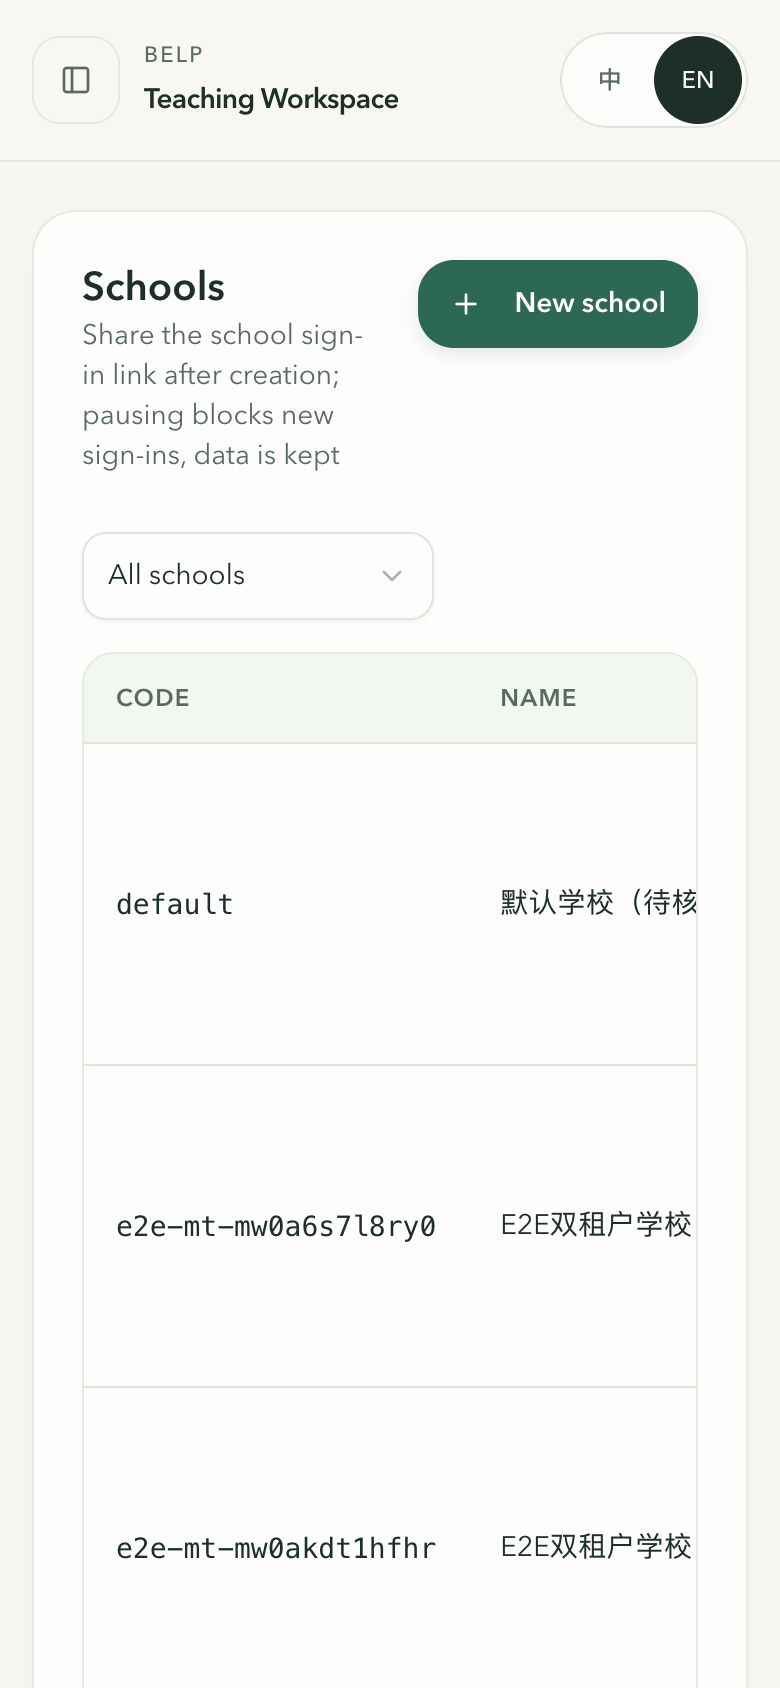 BELP
Teaching Workspace
中
EN
Schools
New school
Share the school sign-
in link after creation;
pausing blocks new
sign-ins, data is kept
All schools
CODE
NAME
default
默认学校（待核
e2e-mt-mw0a6s7l8ry0
E2E双租户学校
e2e-mt-mw0akdt1hfhr
E2E双租户学校